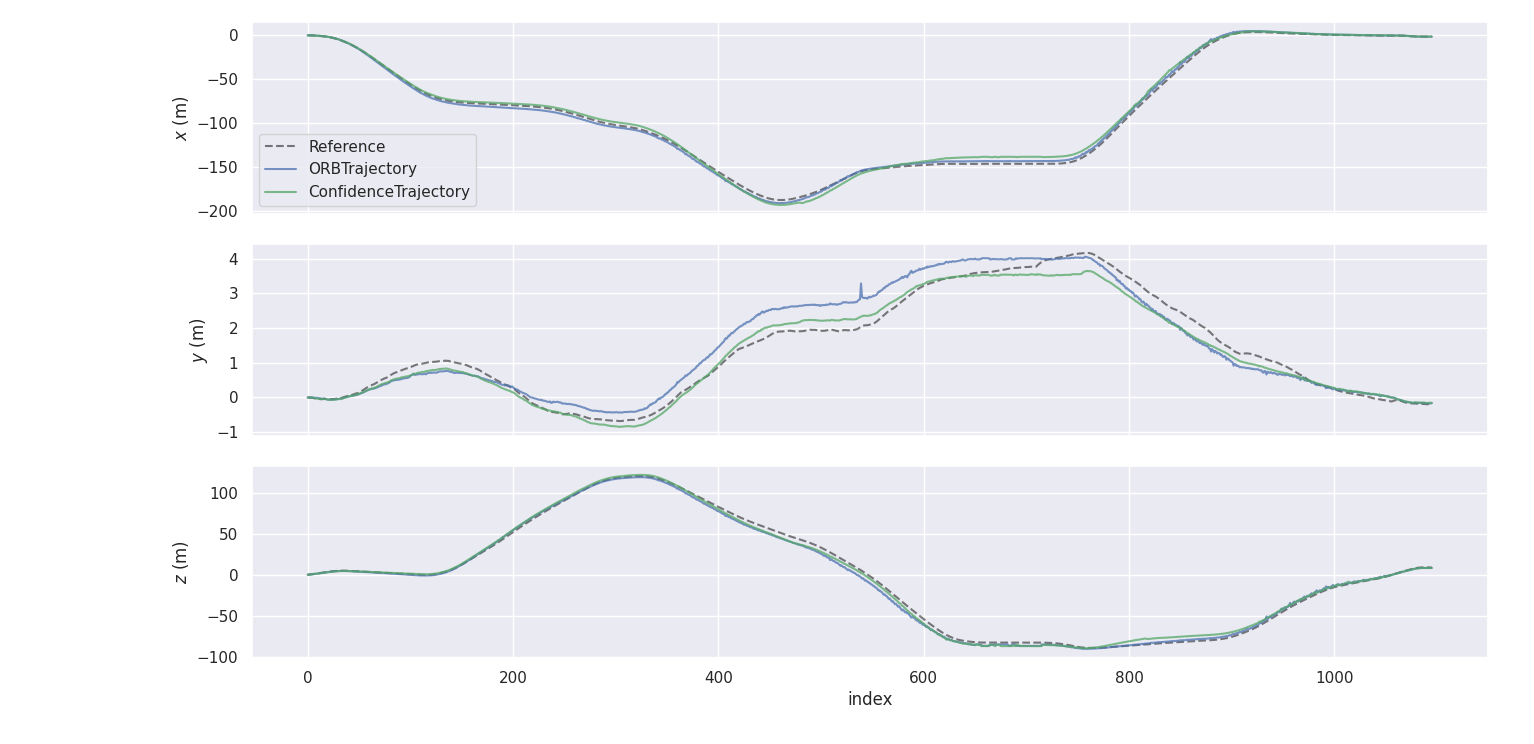 0
−50
−100
−150
−200
x (m)
Reference
ORBTrajectory
ConfidenceTrajectory
4
3
2
1
0
−1
y (m)
100
50
0
−50
−100
z (m)
0 200 400 600 800 1000
index